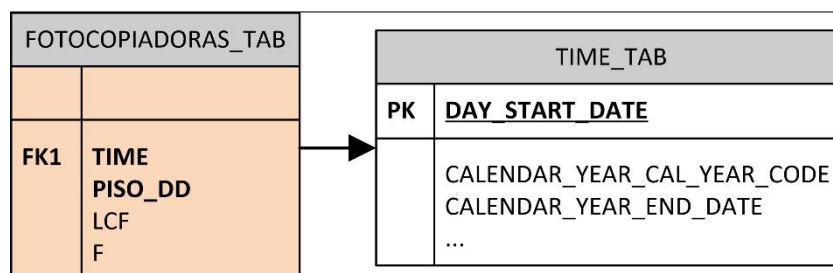 FOTOCOPIADORAS_TAB
FK1 TIME
PISO_DD
LCF
F
TIME_TAB
PK DAY_START_DATE
CALENDAR_YEAR_CAL_YEAR_CODE
CALENDAR_YEAR_END_DATE
...